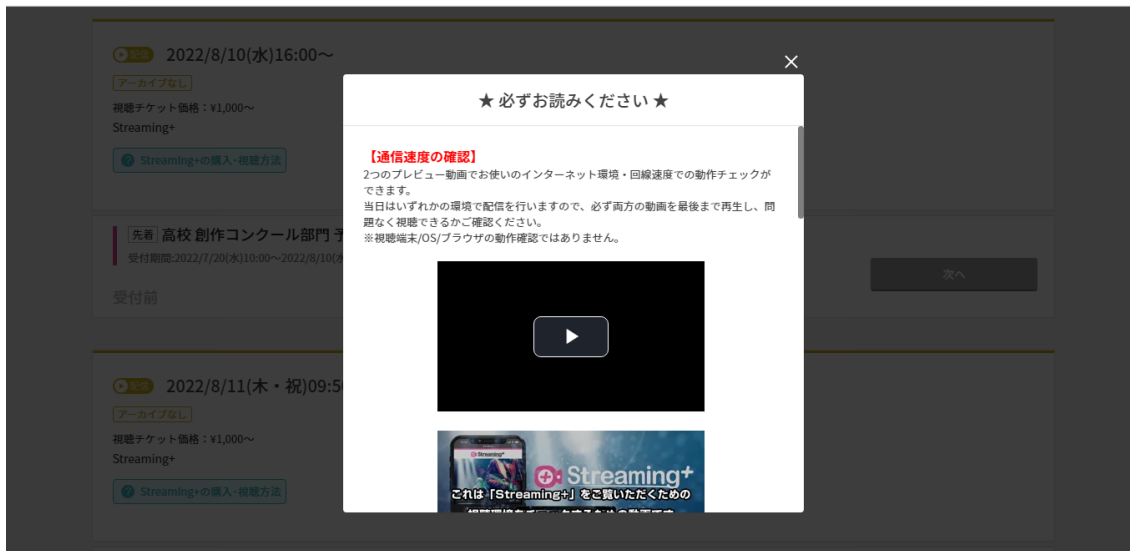 配信 2022/8/10(水)16:00～
アーカイブなし
視聴チケット価格：¥1,000～
Streaming+
Streaming+の購入・視聴方法
先着 高校 創作コンクール部門 予
受付期間:2022/7/20(水)10:00～2022/8/10(水
受付前
次へ
2022/8/11(木・祝)09:50
アーカイブなし
視聴チケット価格：¥1,000～
Streaming+
Streaming+の購入・視聴方法
★ 必ずお読みください ★
【通信速度の確認】
2つのプレビュー動画でお使いのインターネット環境・回線速度での動作チェックが
できます。
当日はいずれかの環境で配信を行いますので、必ず両方の動画を最後まで再生し、問
題なく視聴できるかご確認ください。
※視聴端末/OS/ブラウザの動作確認ではありません。
Streaming+
Streaming+
これは「Streaming+」をご覧いただくための